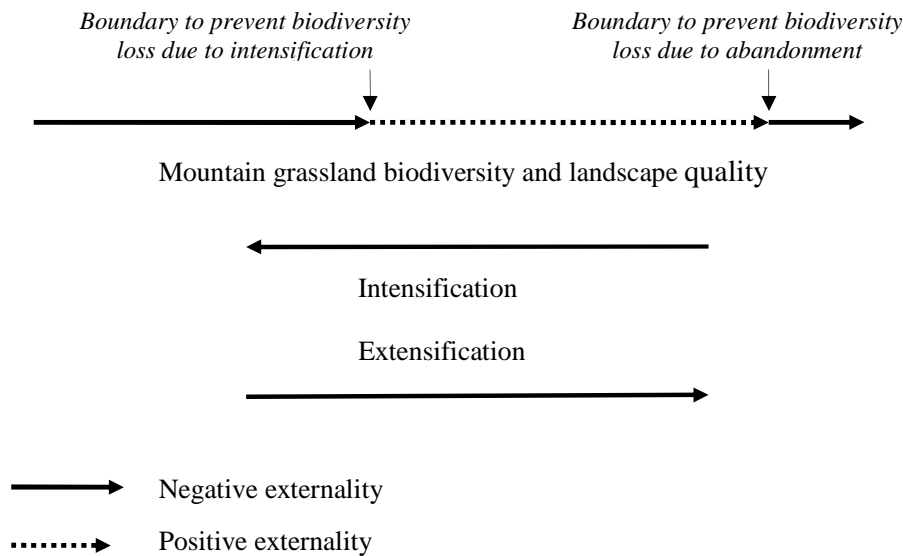 Boundary to prevent biodiversity
loss due to intensification
Boundary to prevent biodiversity
loss due to abandonment
Mountain grassland biodiversity and landscape quality
Intensification
Extensification
Negative externality
Positive externality